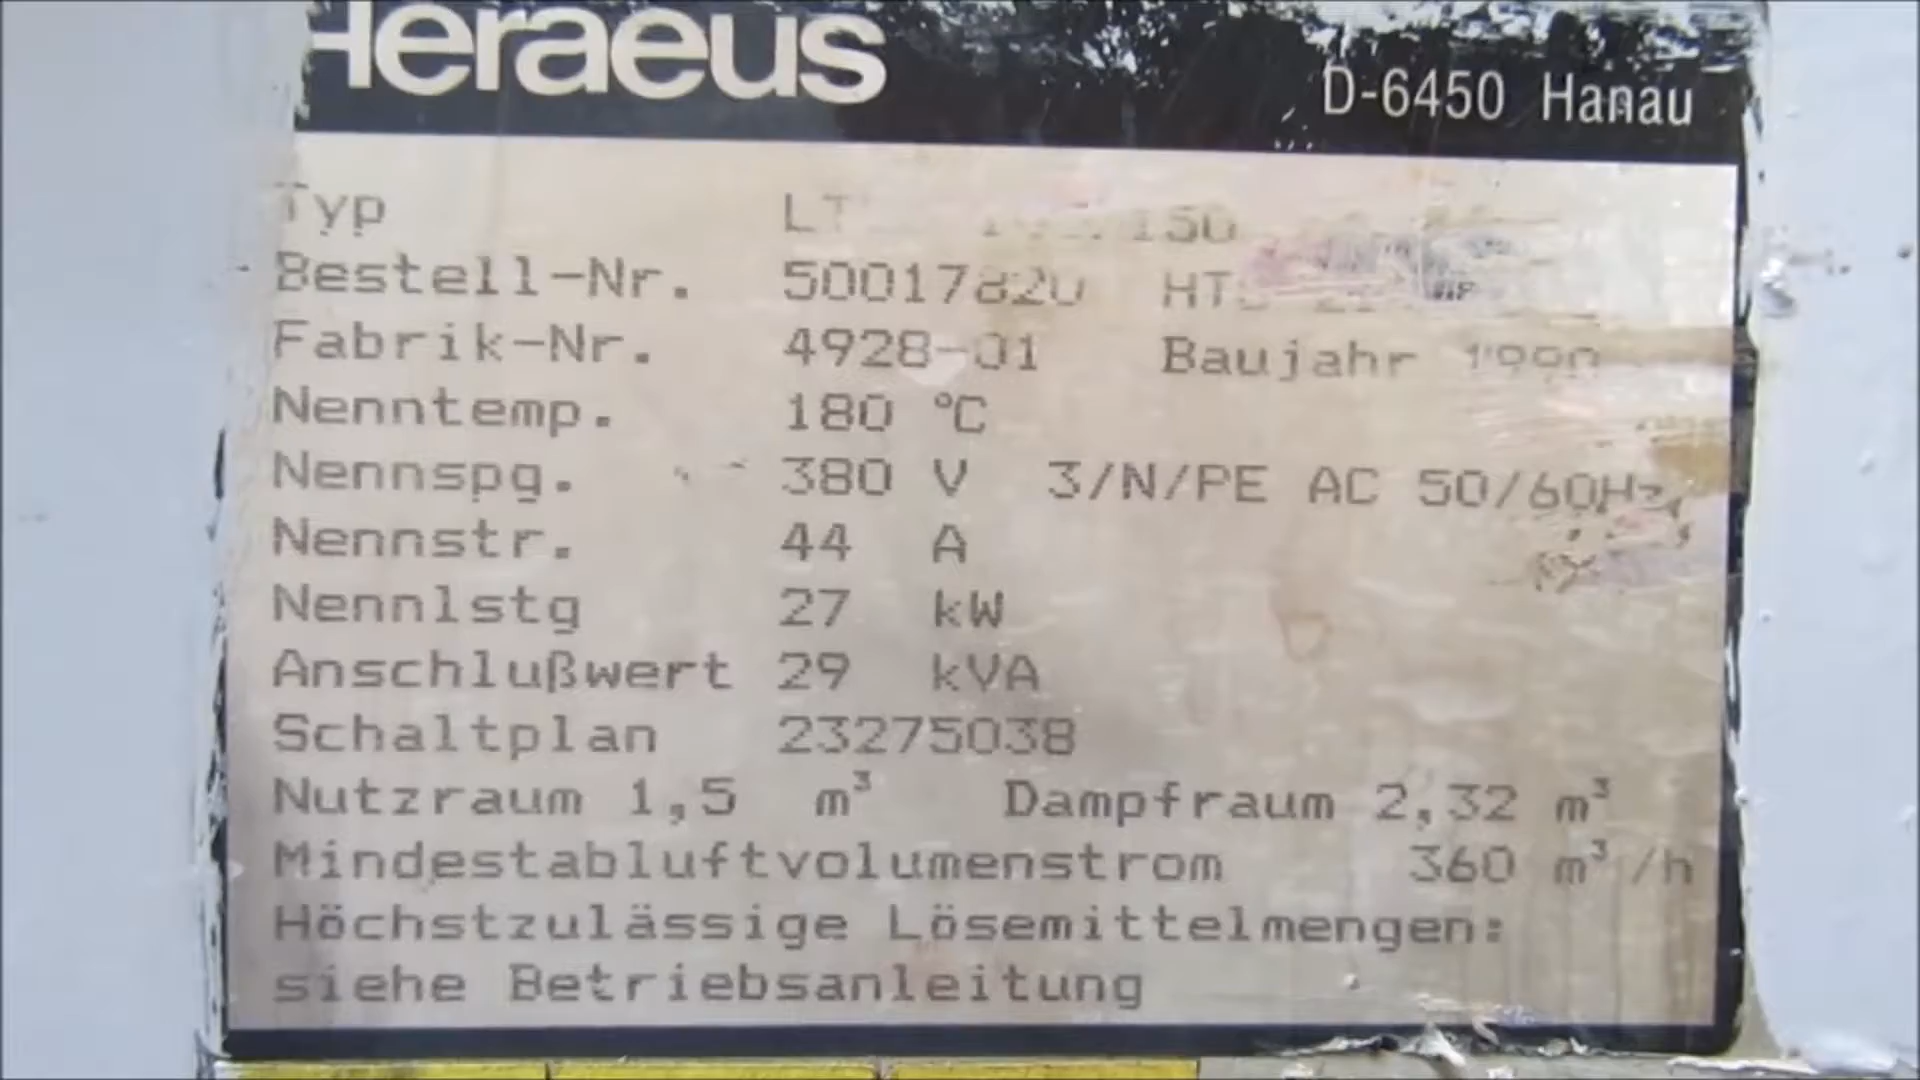 Heraeus D-6450 Hanau
Typ
Bestell-Nr. 50017820
Fabrik-Nr. 4928-01 Baujahr 1990
Nenntemp. 180 °C
Nennspg. 380 V 3/N/PE AC 50/60Hz
Nennstr. 44 A
Nennlstg 27 kW
Anschlußwert 29 kVA
Schaltplan 23275038
Nutzraum 1,5 m³ Dampfraum 2,32 m³
Mindestabluftvolumenstrom 360 m³/h
Höchstzulässige Lösemittelmengen:
siehe Betriebsanleitung